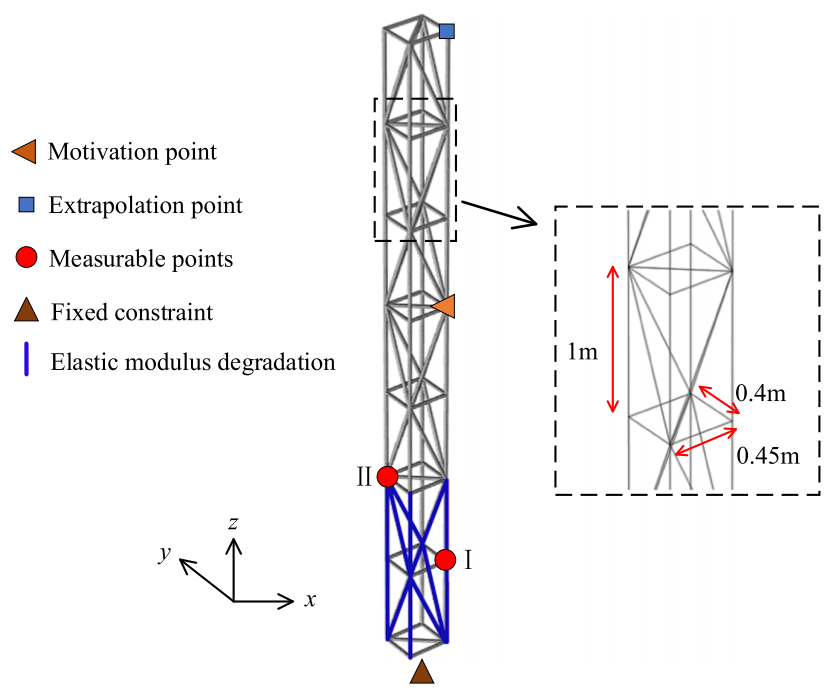 Motivation point
Extrapolation point
Measurable points
Fixed constraint
Elastic modulus degradation
1m
0.4m
0.45m
Ⅱ
Ⅰ
z
y
x